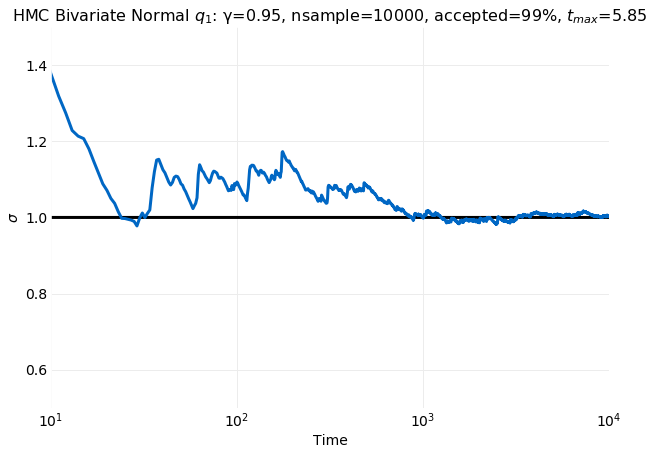 HMC Bivariate Normal q₁: γ=0.95, nsample=10000, accepted=99%, tₘₐₓ=5.85
1.4
1.2
1.0
0.8
0.6
σ
10¹ 10² 10³ 10⁴
Time